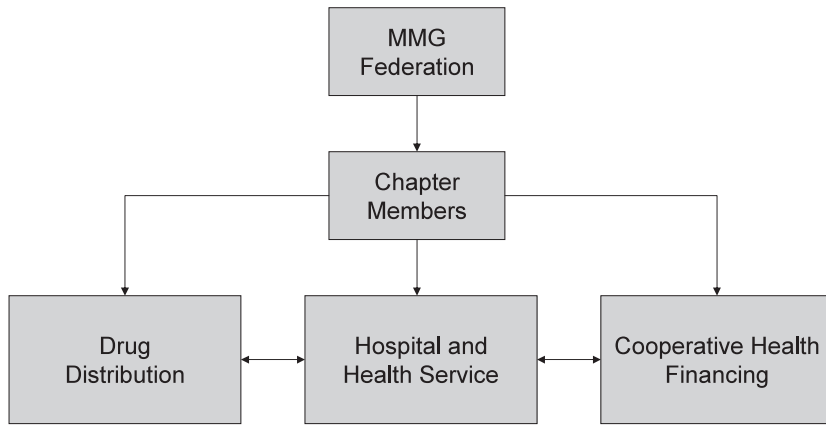 MMG
Federation
Chapter
Members
Drug
Distribution
Hospital and
Health Service
Cooperative Health
Financing